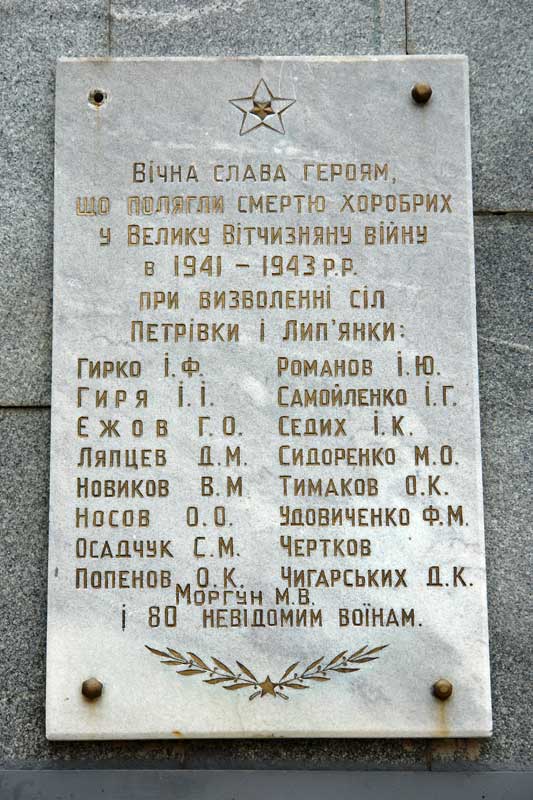 Вічна слава героям,
що полягли смертю хоробрих
у Велику Вітчизняну війну
в 1941 – 1943 р.р.
при визволенні сіл
Петрівки і Лип'янки:
Гирко І.Ф. Романов І.Ю.
Гиря І.І. Самойленко І.Г.
Єжов Г.О. Седих І.К.
Ляпцев Д.М. Сидоренко М.О.
Новиков В.М Тимаков О.К.
Носов О.О. Удовиченко Ф.М.
Осадчук С.М. Чертков
Попенов О.К. Чигарських Д.К.
Моргун М.В.
і 80 невідомим воїнам.